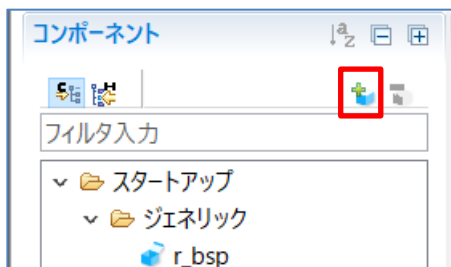 コンポーネント
フィルタ入力
スタートアップ
ジェネリック
r_bsp